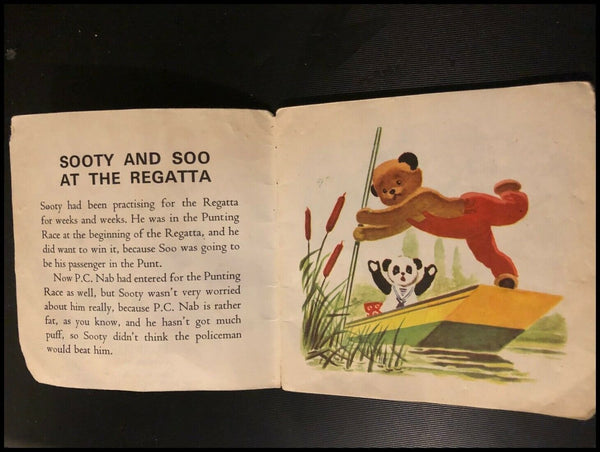 SOOTY AND SOO
AT THE REGATTA
Sooty had been practising for the Regatta
for weeks and weeks. He was in the Punting
Race at the beginning of the Regatta, and he
did want to win it, because Soo was going to
be his passenger in the Punt.
Now P.C. Nab had entered for the Punting
Race as well, but Sooty wasn't very worried
about him really, because P.C. Nab is rather
fat, as you know, and he hasn't got much
puff, so Sooty didn't think the policeman
would beat him.